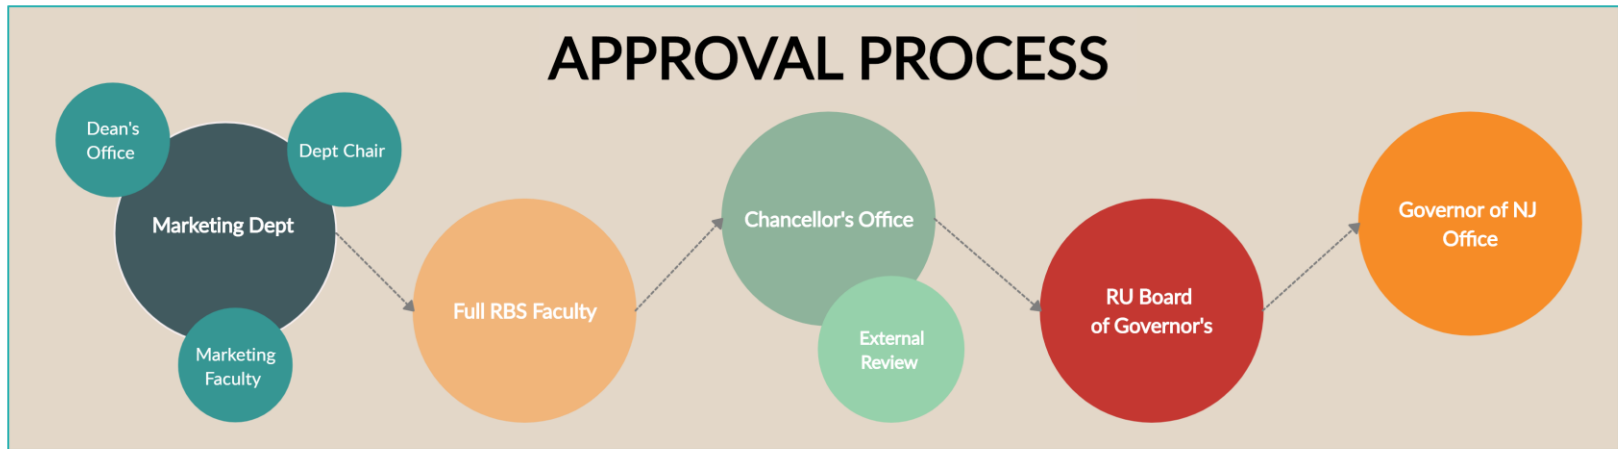 APPROVAL PROCESS
Dean's
Office
Dept Chair
Marketing Dept
Marketing
Faculty
Full RBS Faculty
Chancellor's Office
External
Review
RU Board
of Governor's
Governor of NJ
Office